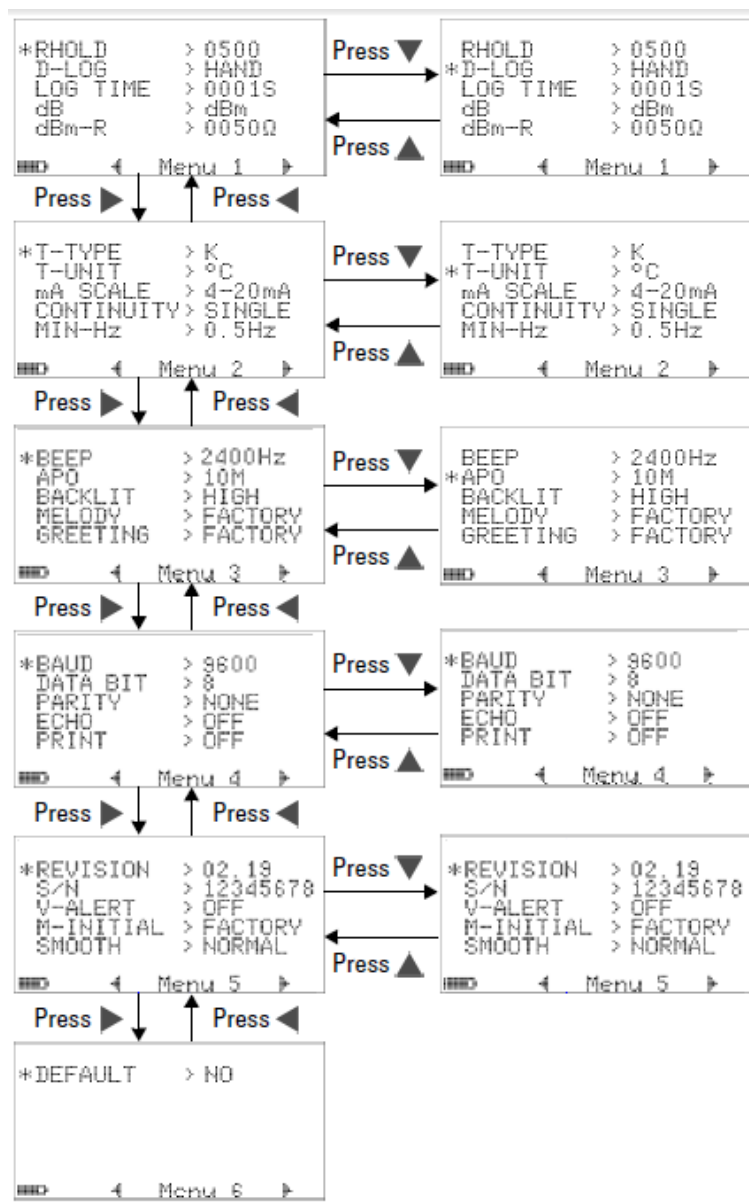 *RHOLD > 0500
D-LOG > HAND
LOG TIME > 0001S
dB > dBm
dBm-R > 0050Ω
Menu 1
Press ▼
Press ▲
RHOLD > 0500
*D-LOG > HAND
LOG TIME > 0001S
dB > dBm
dBm-R > 0050Ω
Menu 1
Press ▶ Press ◀
*T-TYPE > K
T-UNIT > ºC
mA SCALE > 4-20mA
CONTINUITY > SINGLE
MIN-Hz > 0.5Hz
Menu 2
Press ▼
Press ▲
T-TYPE > K
*T-UNIT > ºC
mA SCALE > 4-20mA
CONTINUITY > SINGLE
MIN-Hz > 0.5Hz
Menu 2
Press ▶ Press ◀
*BEEP > 2400Hz
APO > 10M
BACKLIT > HIGH
MELODY > FACTORY
GREETING > FACTORY
Menu 3
Press ▼
Press ▲
BEEP > 2400Hz
*APO > 10M
BACKLIT > HIGH
MELODY > FACTORY
GREETING > FACTORY
Menu 3
Press ▶ Press ◀
*BAUD > 9600
DATA BIT > 8
PARITY > NONE
ECHO > OFF
PRINT > OFF
Menu 4
Press ▼
Press ▲
*BAUD > 9600
DATA BIT > 8
PARITY > NONE
ECHO > OFF
PRINT > OFF
Menu 4
Press ▶ Press ◀
*REVISION > 02.19
S/N > 12345678
V-ALERT > OFF
M-INITIAL > FACTORY
SMOOTH > NORMAL
Menu 5
Press ▼
Press ▲
*REVISION > 02.19
S/N > 12345678
V-ALERT > OFF
M-INITIAL > FACTORY
SMOOTH > NORMAL
Menu 5
Press ▶ Press ◀
*DEFAULT > NO
Menu 6